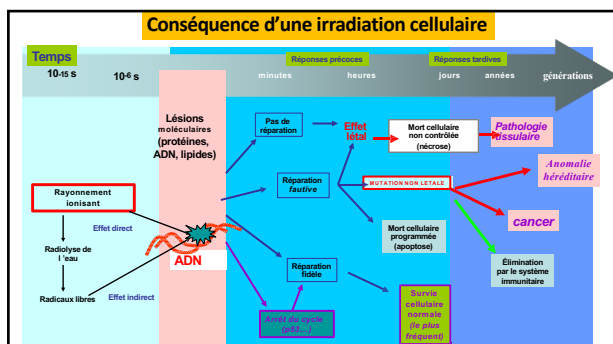 Conséquence d'une irradiation cellulaire
Temps
10-15 s
10-6 s
Réponses précoces
Réponses tardives
minutes
heures
jours
années
générations
Lésions
moléculaires
(protéines,
ADN, lipides)
Pas de
réparation
Effet
létal
Mort cellulaire
non contrôlée
(nécrose)
Pathologie
tissulaire
Rayonnement
ionisant
Réparation
fautive
MUTATION NON LETALE
Anomalie
héréditaire
cancer
Effet direct
Radiolyse de
l 'eau
ADN
Mort cellulaire
programmée
(apoptose)
Élimination
par le système
immunitaire
Radicaux libres
Effet indirect
Réparation
fidèle
Arrêt du cycle
(p53…)
Survie
cellulaire
normale
(le plus
fréquent)